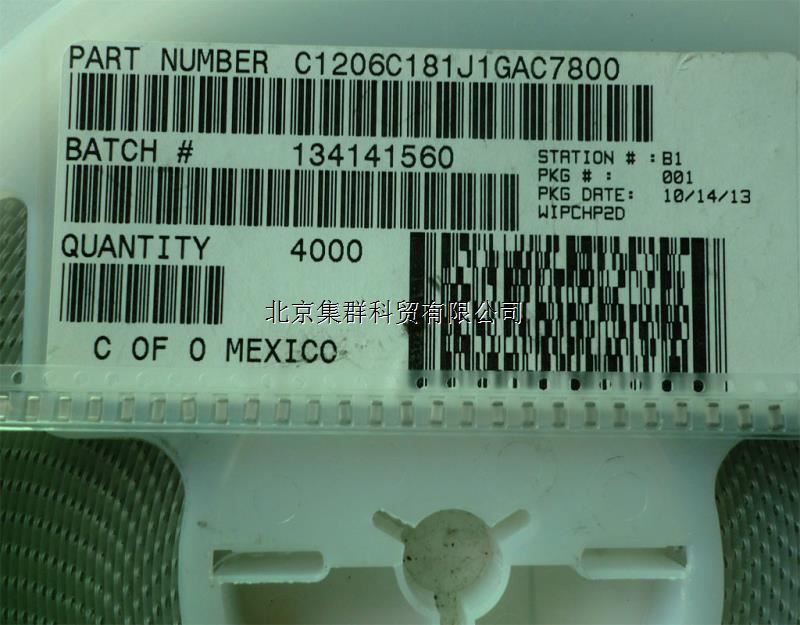 PART NUMBER C1206C181J1GAC7800
BATCH # 134141560
STATION # : B1
PKG # : 001
PKG DATE: 10/14/13
WIPCHP2D
QUANTITY 4000
北京集群科贸有限公司
C OF O MEXICO